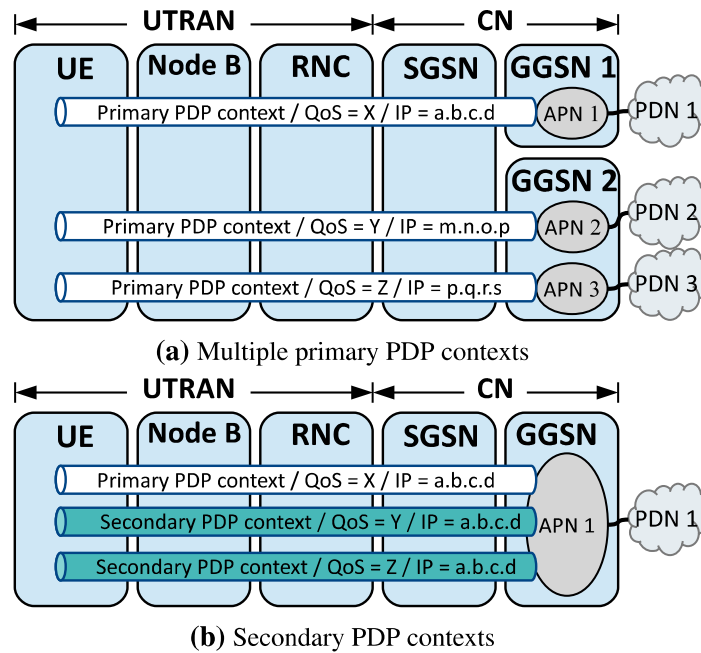 UTRAN CN
UE Node B RNC SGSN GGSN 1
Primary PDP context / QoS = X / IP = a.b.c.d APN 1 PDN 1
GGSN 2
Primary PDP context / QoS = Y / IP = m.n.o.p APN 2 PDN 2
Primary PDP context / QoS = Z / IP = p.q.r.s APN 3 PDN 3
(a) Multiple primary PDP contexts
UTRAN CN
UE Node B RNC SGSN GGSN
Primary PDP context / QoS = X / IP = a.b.c.d
Secondary PDP context / QoS = Y / IP = a.b.c.d APN 1 PDN 1
Secondary PDP context / QoS = Z / IP = a.b.c.d
(b) Secondary PDP contexts